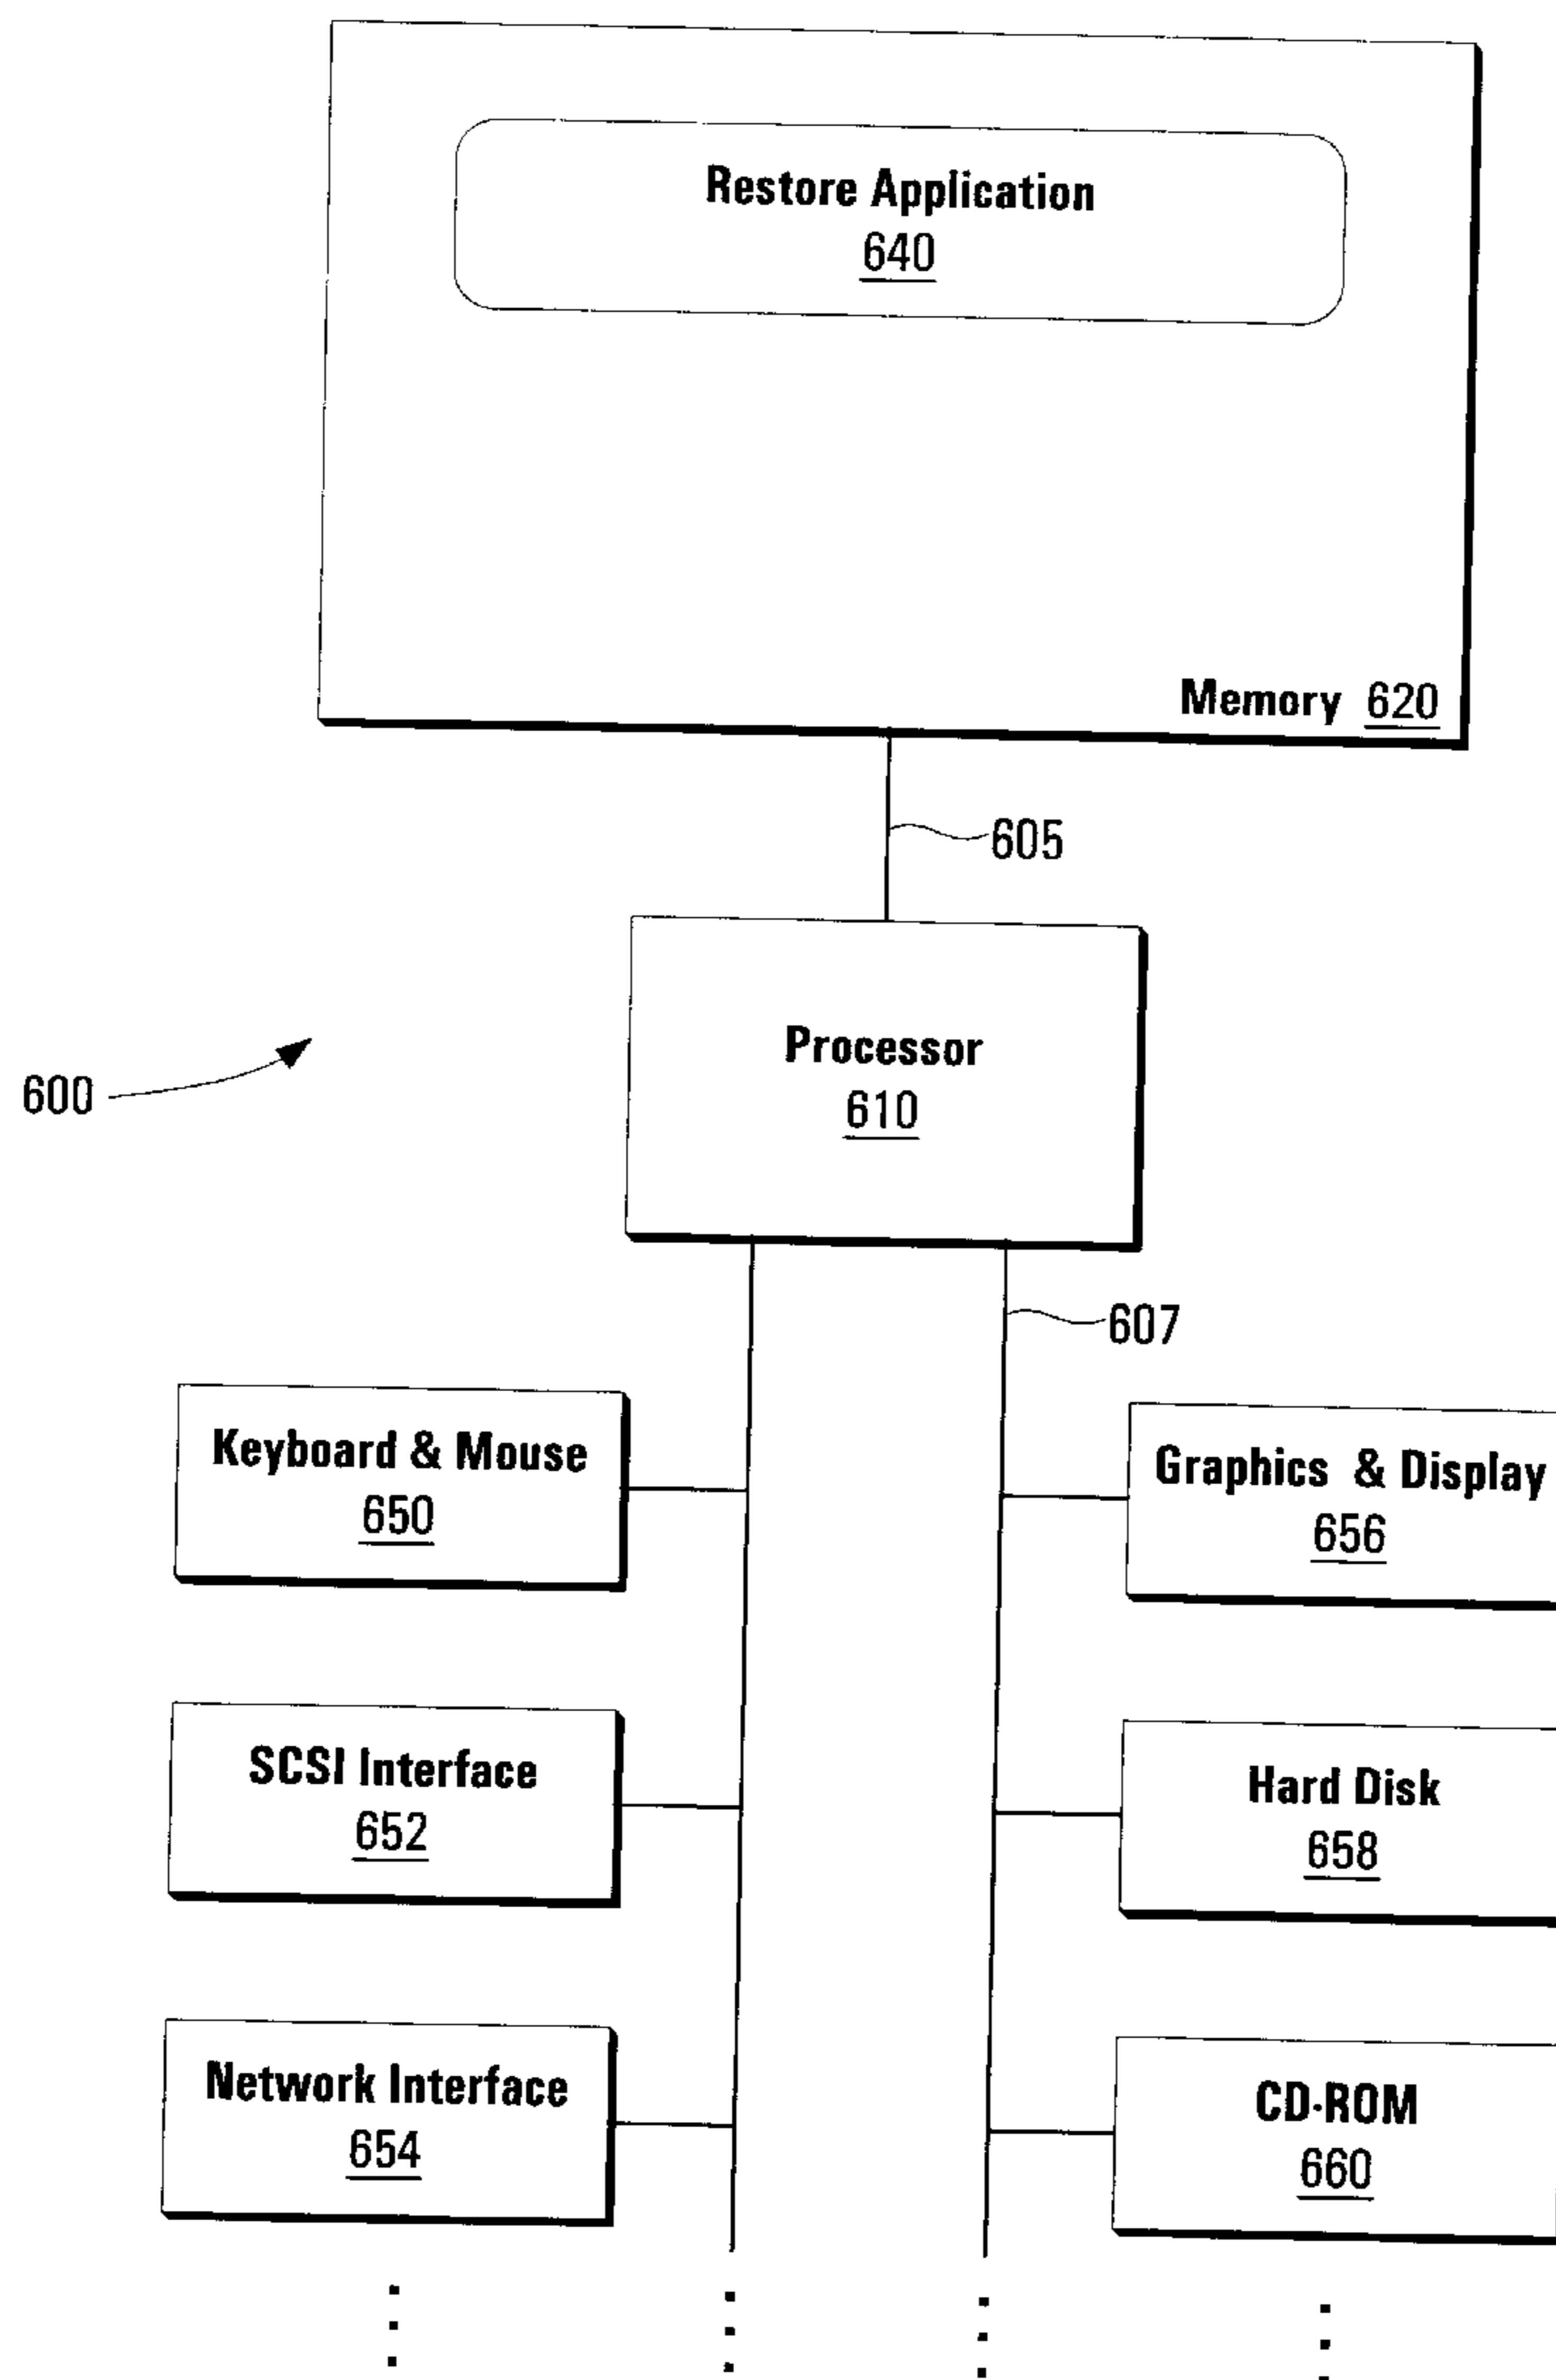 Restore Application
640
Memory 620
605
Processor
610
600
607
Keyboard & Mouse
650
Graphics & Display
656
SCSI Interface
652
Hard Disk
658
Network Interface
654
CD-ROM
660